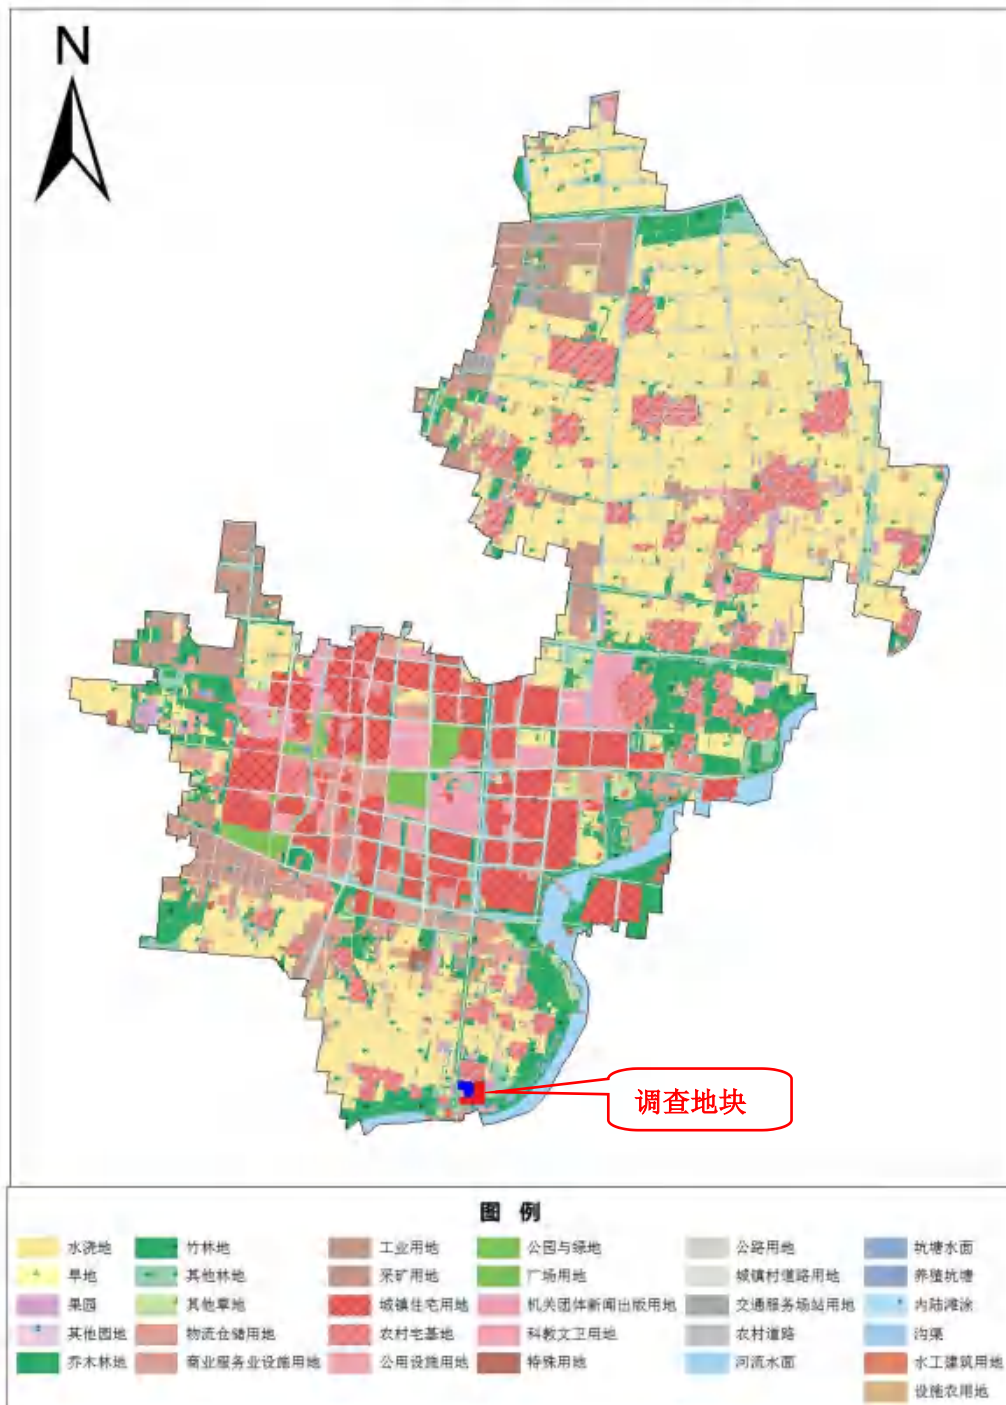 N
调查地块
图 例
水浇地 竹林地 工业用地 公园与绿地 公路用地 坑塘水面
旱地 其他林地 采矿用地 广场用地 城镇村道路用地 养殖坑塘
果园 其他草地 城镇住宅用地 机关团体新闻出版用地 交通服务场站用地 内陆滩涂
其他园地 物流仓储用地 农村宅基地 科教文卫用地 农村道路 沟渠
乔木林地 商业服务业设施用地 公用设施用地 特殊用地 河流水面 水工建筑用地
设施农用地